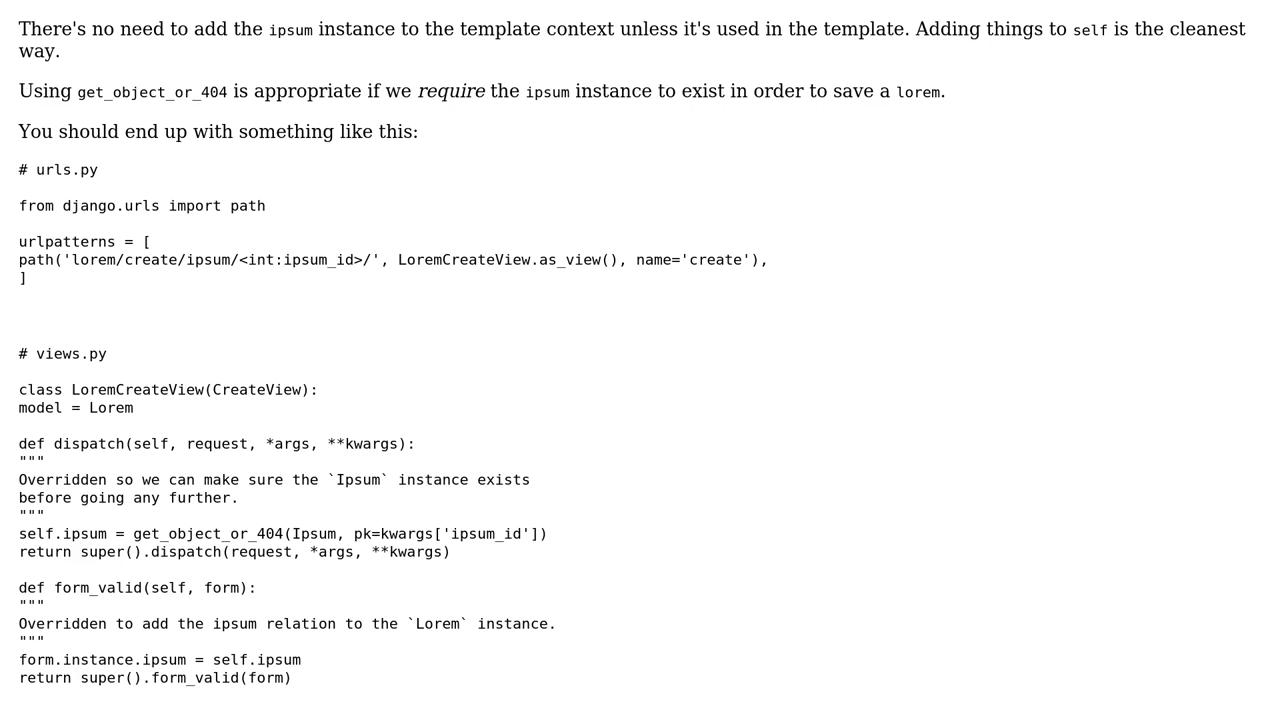 There's no need to add the ipsum instance to the template context unless it's used in the template. Adding things to self is the cleanest
way.
Using get_object_or_404 is appropriate if we require the ipsum instance to exist in order to save a lorem.
You should end up with something like this:
# urls.py
from django.urls import path
urlpatterns = [
path('lorem/create/ipsum/<int:ipsum_id>/', LoremCreateView.as_view(), name='create'),
]
# views.py
class LoremCreateView(CreateView):
model = Lorem
def dispatch(self, request, *args, **kwargs):
"""
Overridden so we can make sure the `Ipsum` instance exists
before going any further.
"""
self.ipsum = get_object_or_404(Ipsum, pk=kwargs['ipsum_id'])
return super().dispatch(request, *args, **kwargs)
def form_valid(self, form):
"""
Overridden to add the ipsum relation to the `Lorem` instance.
"""
form.instance.ipsum = self.ipsum
return super().form_valid(form)